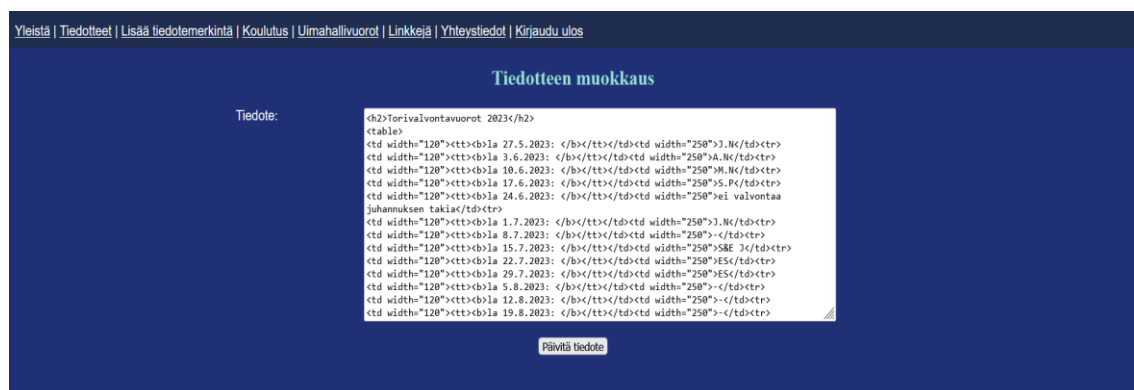 Yleistä | Tiedotteet | Lisää tiedotemerkintä | Koulutus | Uimahallivuorot | Linkkejä | Yhteystiedot | Kirjaudu ulos
Tiedotteen muokkaus
Tiedote:
<h2>Torivalvontavuorot 2023</h2>
<table>
<td width="120"><tt><b>la 27.5.2023: </b></tt></td><td width="250">J.N</td><tr>
<td width="120"><tt><b>la 3.6.2023: </b></tt></td><td width="250">A.N</td><tr>
<td width="120"><tt><b>la 10.6.2023: </b></tt></td><td width="250">M.N</td><tr>
<td width="120"><tt><b>la 17.6.2023: </b></tt></td><td width="250">S.P</td><tr>
<td width="120"><tt><b>la 24.6.2023: </b></tt></td><td width="250">ei valvontaa
juhannuksen takia</td><tr>
<td width="120"><tt><b>la 1.7.2023: </b></tt></td><td width="250">J.N</td><tr>
<td width="120"><tt><b>la 8.7.2023: </b></tt></td><td width="250">-</td><tr>
<td width="120"><tt><b>la 15.7.2023: </b></tt></td><td width="250">S&E J</td><tr>
<td width="120"><tt><b>la 22.7.2023: </b></tt></td><td width="250">ES</td><tr>
<td width="120"><tt><b>la 29.7.2023: </b></tt></td><td width="250">ES</td><tr>
<td width="120"><tt><b>la 5.8.2023: </b></tt></td><td width="250">-</td><tr>
<td width="120"><tt><b>la 12.8.2023: </b></tt></td><td width="250">-</td><tr>
<td width="120"><tt><b>la 19.8.2023: </b></tt></td><td width="250">-</td><tr>
Päivitä tiedote